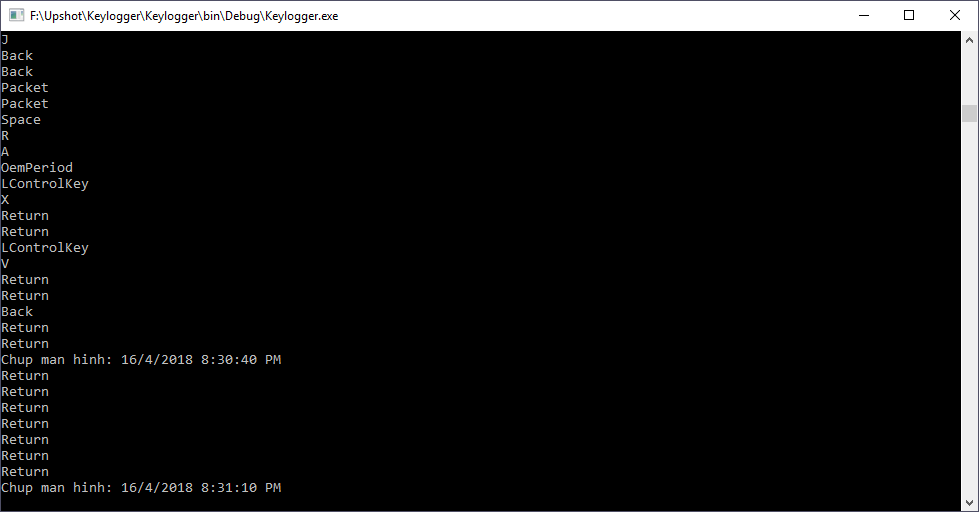 F:\Upshot\Keylogger\Keylogger\bin\Debug\Keylogger.exe
J
Back
Back
Packet
Packet
Space
R
A
OemPeriod
LControlKey
X
Return
Return
LControlKey
V
Return
Return
Back
Return
Return
Chup man hinh: 16/4/2018 8:30:40 PM
Return
Return
Return
Return
Return
Return
Return
Chup man hinh: 16/4/2018 8:31:10 PM